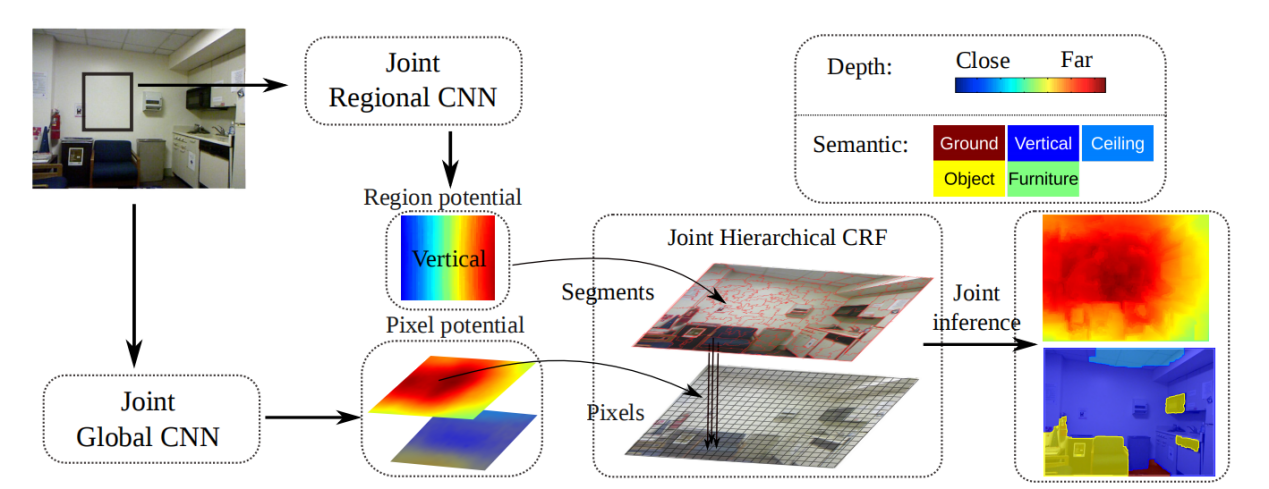 Joint
Regional CNN
Depth:
Close
Far
Semantic:
Ground
Vertical
Ceiling
Object
Furniture
Region potential
Vertical
Joint Hierarchical CRF
Segments
Joint
inference
Pixel potential
Pixels
Joint
Global CNN